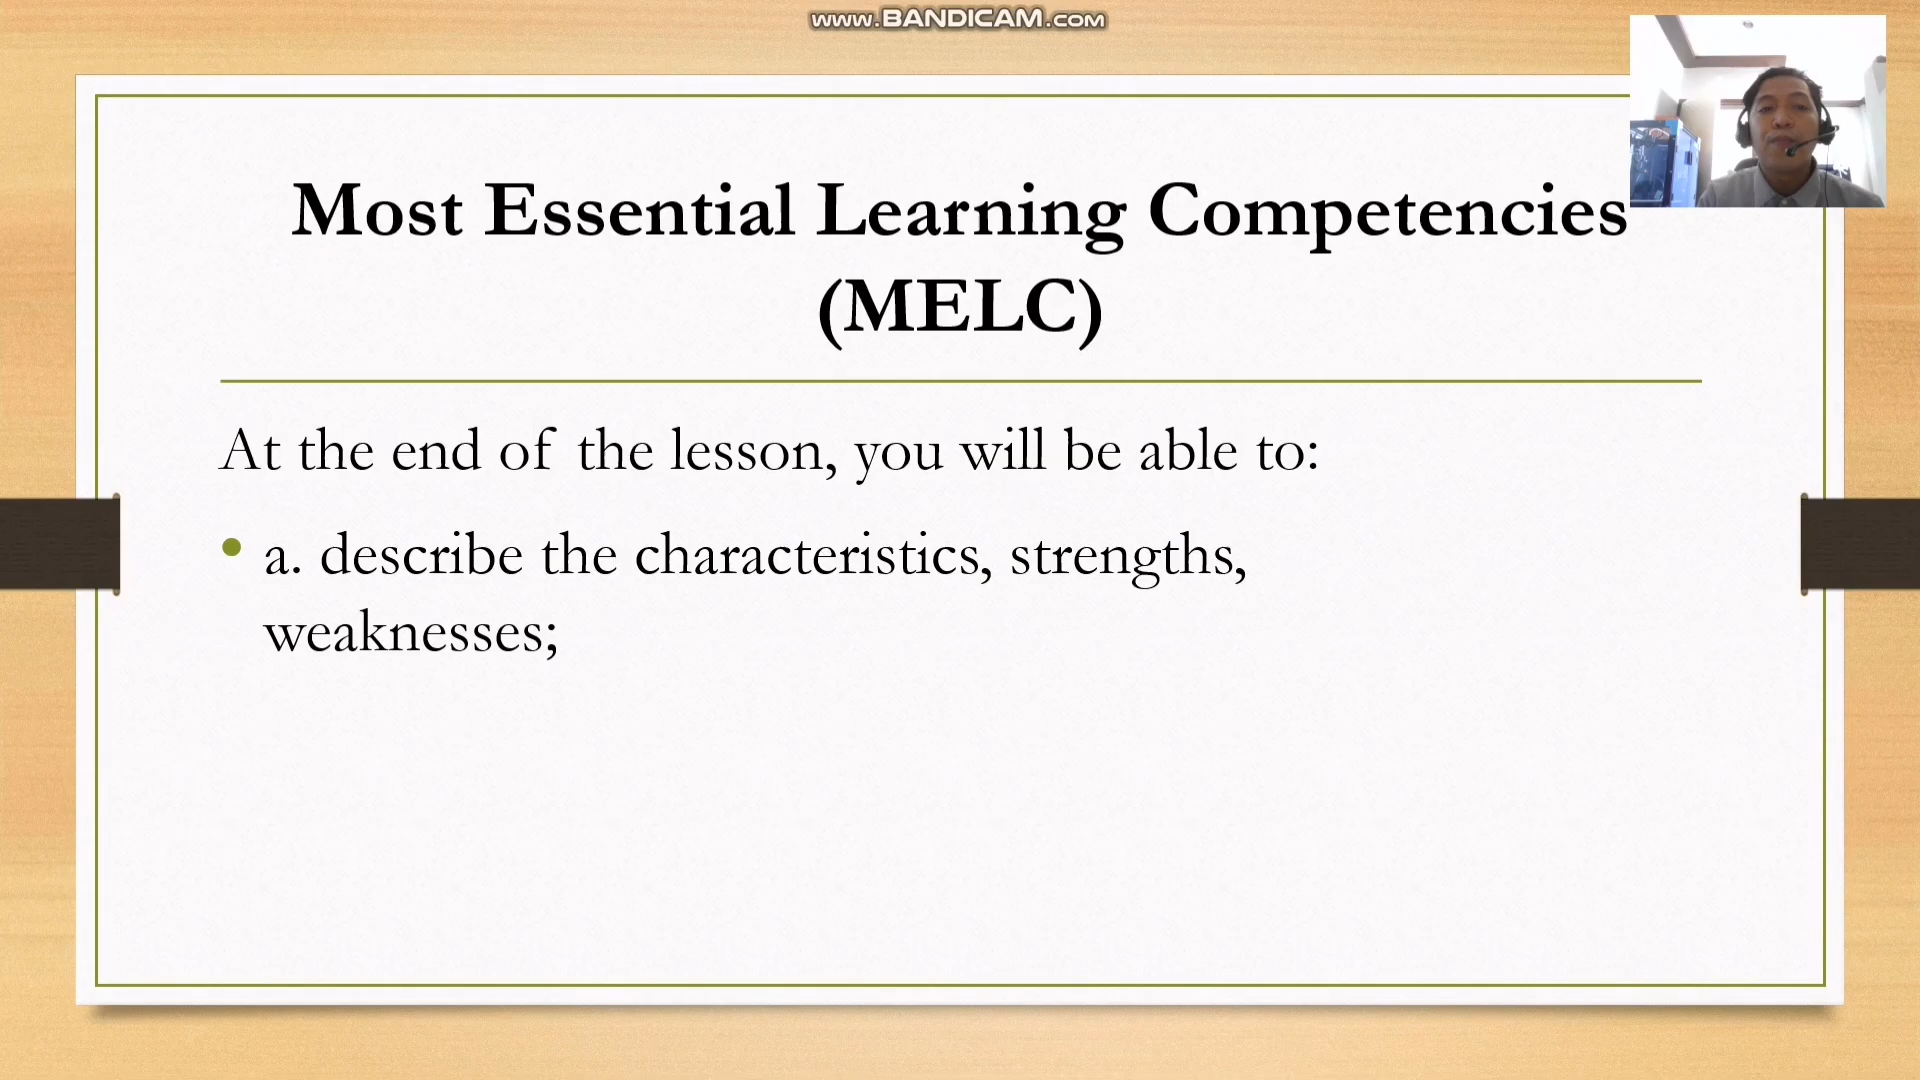 www.BANDICAM.com
Most Essential Learning Competencies
(MELC)
At the end of the lesson, you will be able to:
• a. describe the characteristics, strengths,
weaknesses;